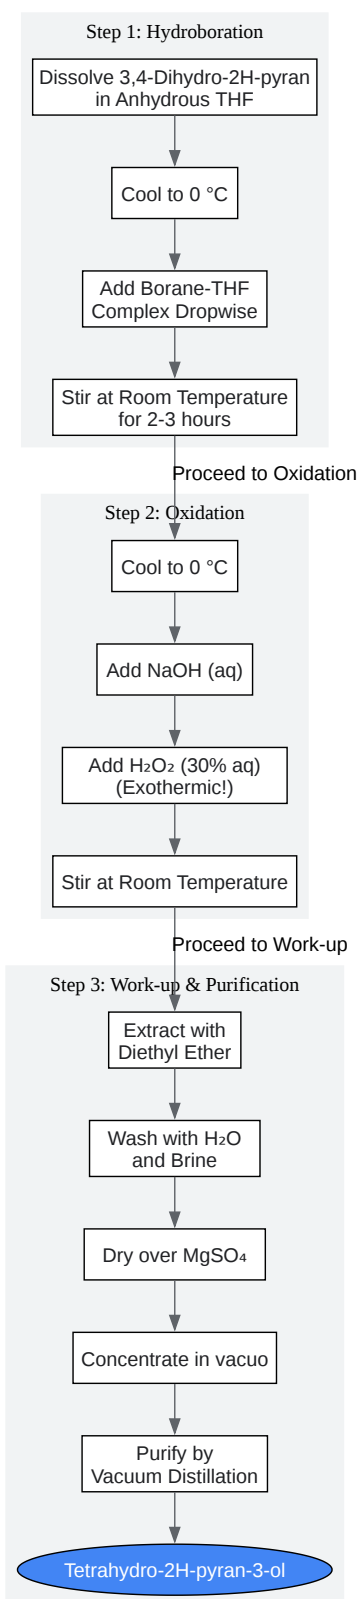 Step 1: Hydroboration
Dissolve 3,4-Dihydro-2H-pyran
in Anhydrous THF
Cool to 0 °C
Add Borane-THF
Complex Dropwise
Stir at Room Temperature
for 2-3 hours
Proceed to Oxidation
Step 2: Oxidation
Cool to 0 °C
Add NaOH (aq)
Add H₂O₂ (30% aq)
(Exothermic!)
Stir at Room Temperature
Proceed to Work-up
Step 3: Work-up & Purification
Extract with
Diethyl Ether
Wash with H₂O
and Brine
Dry over MgSO₄
Concentrate in vacuo
Purify by
Vacuum Distillation
Tetrahydro-2H-pyran-3-ol